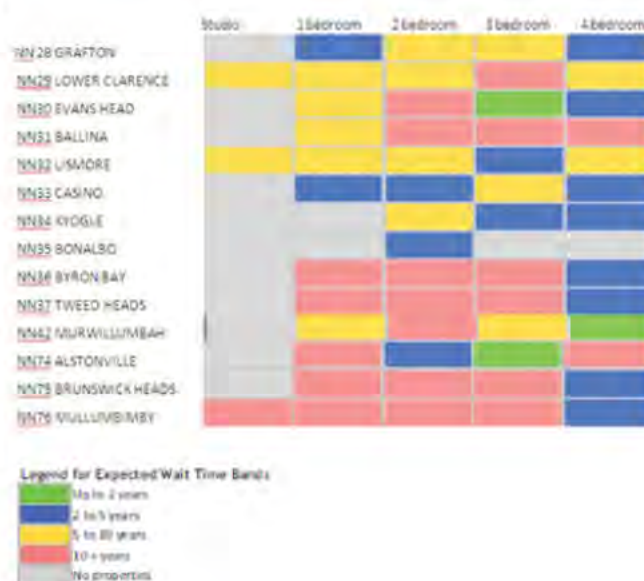 Studio 1 bedroom 2 bedroom 3 bedroom 4 bedroom
NN28 GRAFTON
NN29 LOWER CLARENCE
NN30 EVANS HEAD
NN31 BALLINA
NN32 LISMORE
NN33 CASINO
NN34 KYOGLE
NN35 BONALBO
NN36 BYRON BAY
NN37 TWEED HEADS
NN42 MURWILLUMBAH
NN74 ALSTONVILLE
NN75 BRUNSWICK HEADS
NN76 MULLUMBIMBY
Legend for Expected Wait Time Bands
Up to 2 years
2 to 5 years
5 to 10 years
10 + years
No properties